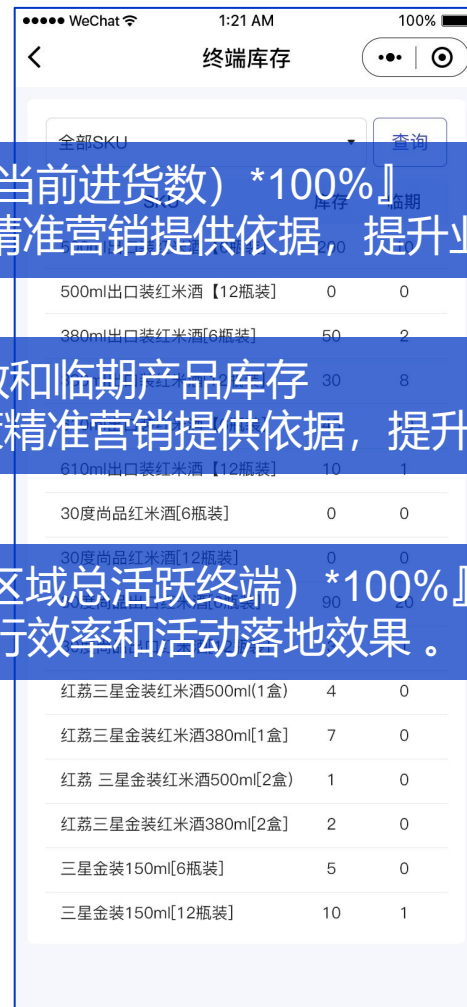 WeChat 1:21 AM 100%
终端库存
全部SKU 查询
当前进货数）*100%』
SKU 库存 临期
精准营销提供依据，提升业
500ml出口装红米酒【12瓶装】 0 0
380ml出口装红米酒[6瓶装] 50 2
数和临期产品库存
30 8
精准营销提供依据，提升
610ml出口装红米酒【12瓶装】 10 1
30度尚品红米酒[6瓶装] 0 0
30度尚品红米酒[12瓶装] 0 0
区域总活跃终端）*100%』
90 20
行效率和活动落地效果。
红荔三星金装红米酒500ml(1盒) 4 0
红荔三星金装红米酒380ml[1盒] 7 0
红荔 三星金装红米酒500ml[2盒) 1 0
红荔三星金装红米酒380ml[2盒] 2 0
三星金装150ml[6瓶装] 5 0
三星金装150ml[12瓶装] 10 1